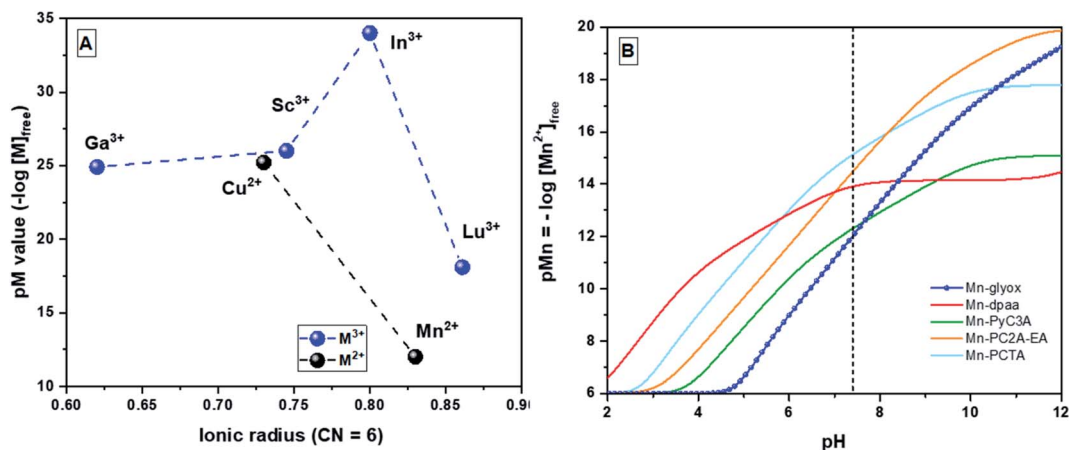 A
35
30
25
20
15
10
pM value (-log [M]free)
Ga3+
Sc3+
Cu2+
In3+
Lu3+
Mn2+
M3+
M2+
0.60 0.65 0.70 0.75 0.80 0.85 0.90
Ionic radius (CN = 6)
B
20
18
16
14
12
10
8
6
pMn = - log [Mn2+]free
Mn-glyox
Mn-dpaa
Mn-PyC3A
Mn-PC2A-EA
Mn-PCTA
2 4 6 8 10 12
pH